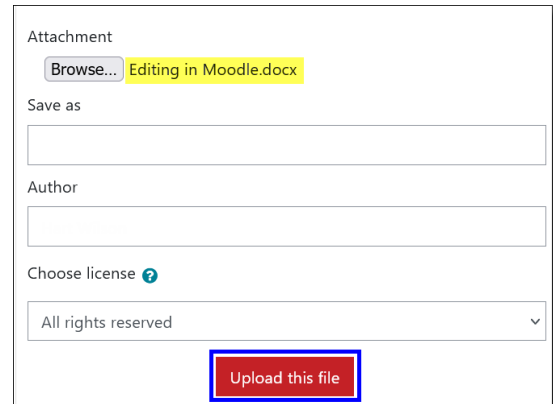 Attachment
Browse... Editing in Moodle.docx
Save as
Author
Choose license ?
All rights reserved
Upload this file